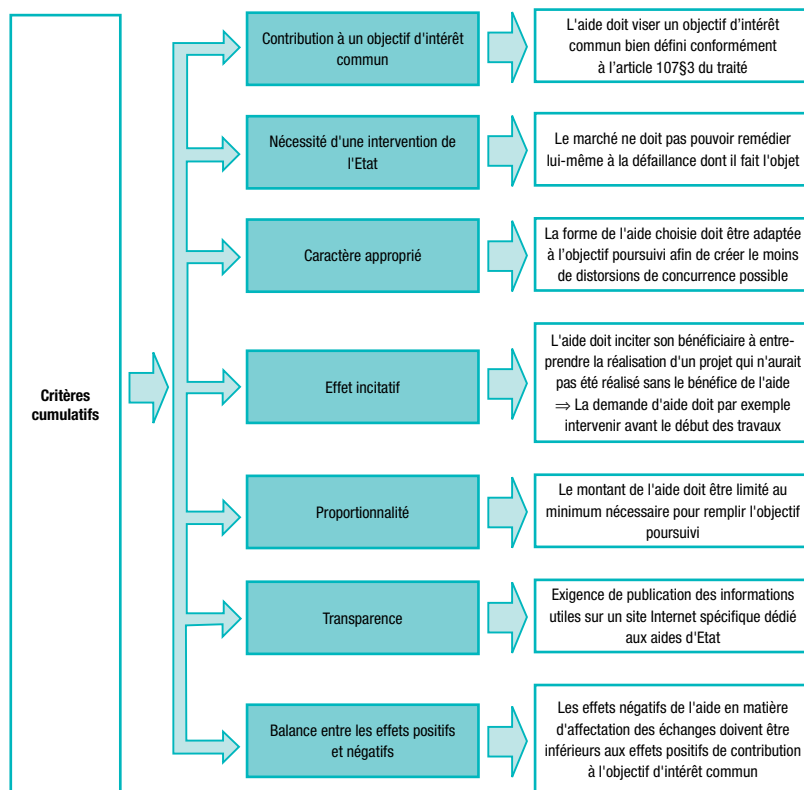 Critères
cumulatifs
Contribution à un objectif d'intérêt
commun
L'aide doit viser un objectif d'intérêt
commun bien défini conformément
à l'article 107§3 du traité
Nécessité d'une intervention de
l'Etat
Le marché ne doit pas pouvoir remédier
lui-même à la défaillance dont il fait l'objet
Caractère approprié
La forme de l'aide choisie doit être adaptée
à l'objectif poursuivi afin de créer le moins
de distorsions de concurrence possible
Effet incitatif
L'aide doit inciter son bénéficiaire à entre-
prendre la réalisation d'un projet qui n'aurait
pas été réalisé sans le bénéfice de l'aide
⇒ La demande d'aide doit par exemple
intervenir avant le début des travaux
Proportionnalité
Le montant de l'aide doit être limité au
minimum nécessaire pour remplir l'objectif
poursuivi
Transparence
Exigence de publication des informations
utiles sur un site Internet spécifique dédié
aux aides d'Etat
Balance entre les effets positifs
et négatifs
Les effets négatifs de l'aide en matière
d'affectation des échanges doivent être
inférieurs aux effets positifs de contribution
à l'objectif d'intérêt commun